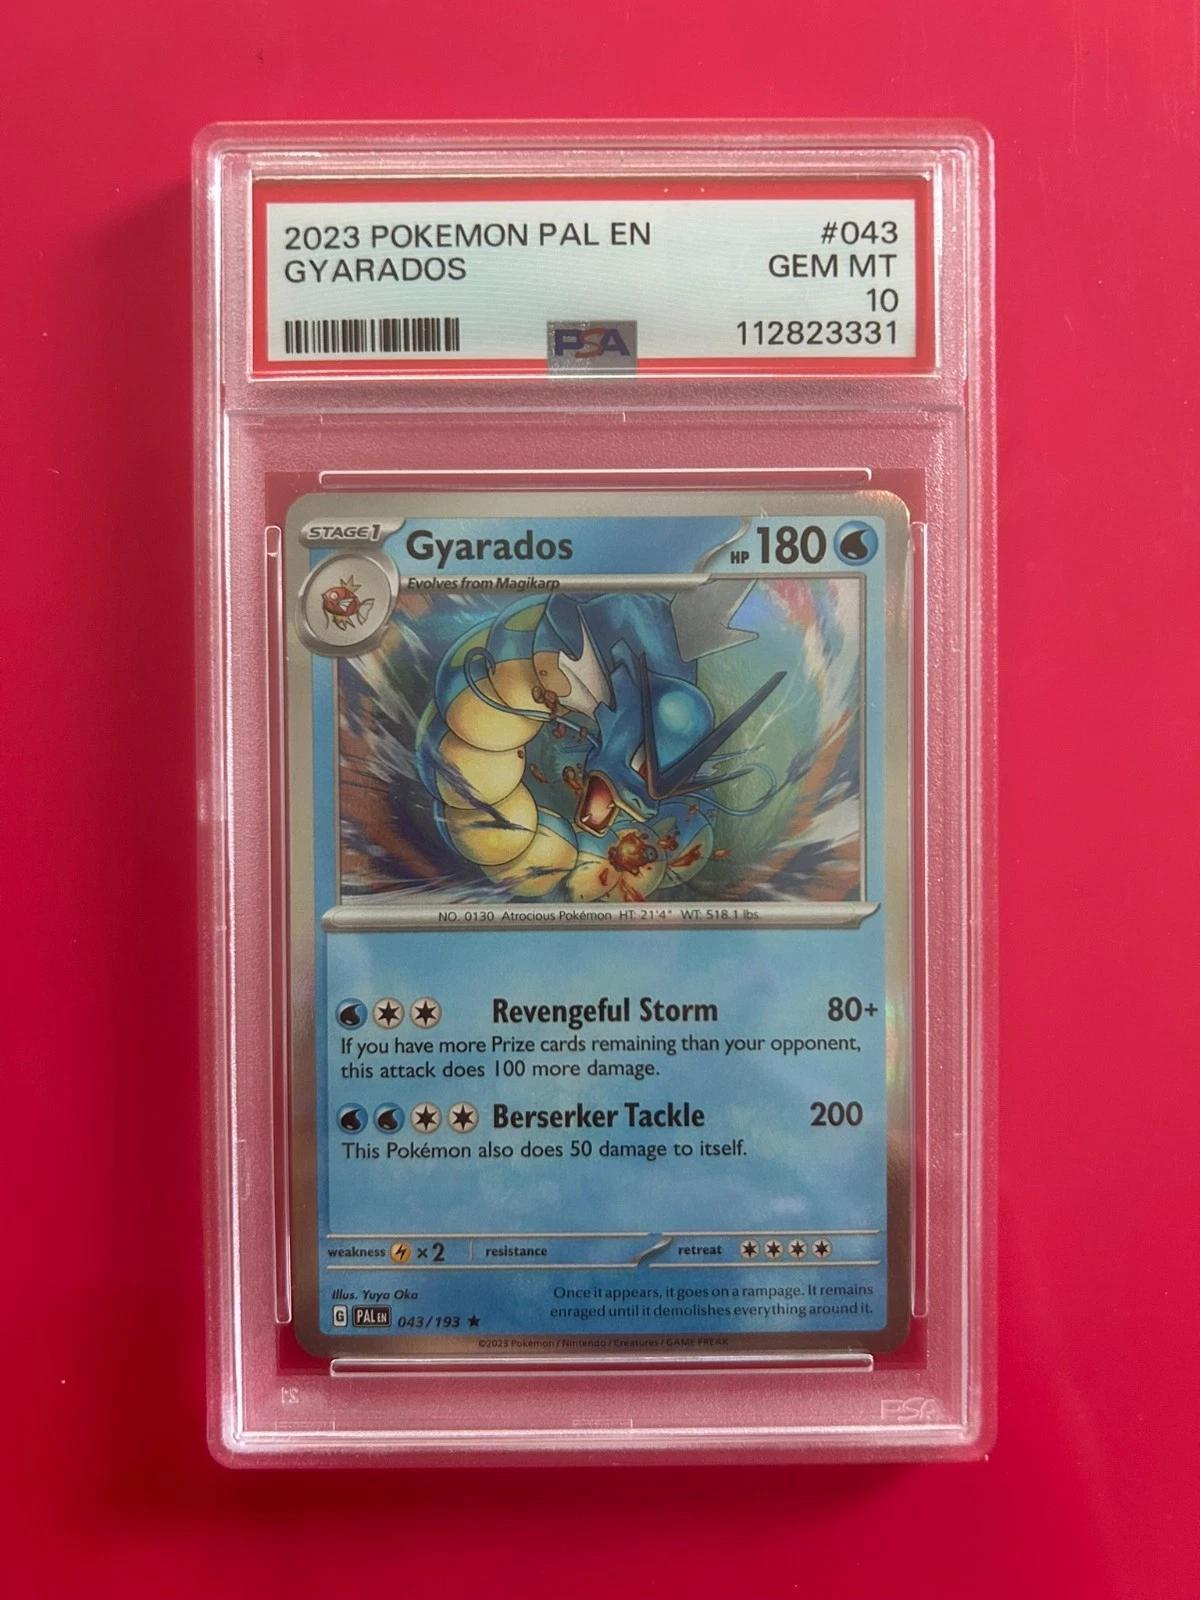 2023 POKEMON PAL EN #043
GYARADOS GEM MT
10
PSA 112823331
STAGE1 Gyarados HP 180
Evolves from Magikarp
NO. 0130 Atrocious Pokémon HT: 21'4" WT: 518.1 lbs.
Revengeful Storm 80+
If you have more Prize cards remaining than your opponent,
this attack does 100 more damage.
Berserker Tackle 200
This Pokémon also does 50 damage to itself.
weakness ×2 resistance retreat
Illus. Yuya Oka
Once it appears, it goes on a rampage. It remains
enraged until it demolishes everything around it.
G PAL EN 043/193 ★
©2023 Pokémon / Nintendo / Creatures / GAME FREAK
PSA